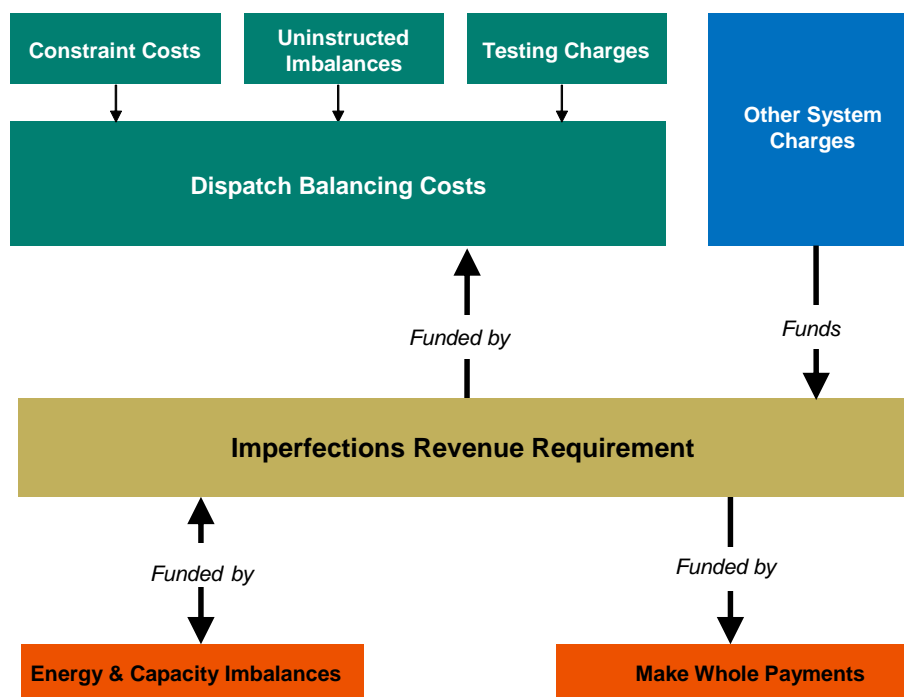 Constraint Costs
Uninstructed
Imbalances
Testing Charges
Other System
Charges
Dispatch Balancing Costs
Funded by
Funds
Imperfections Revenue Requirement
Funded by
Funded by
Energy & Capacity Imbalances
Make Whole Payments